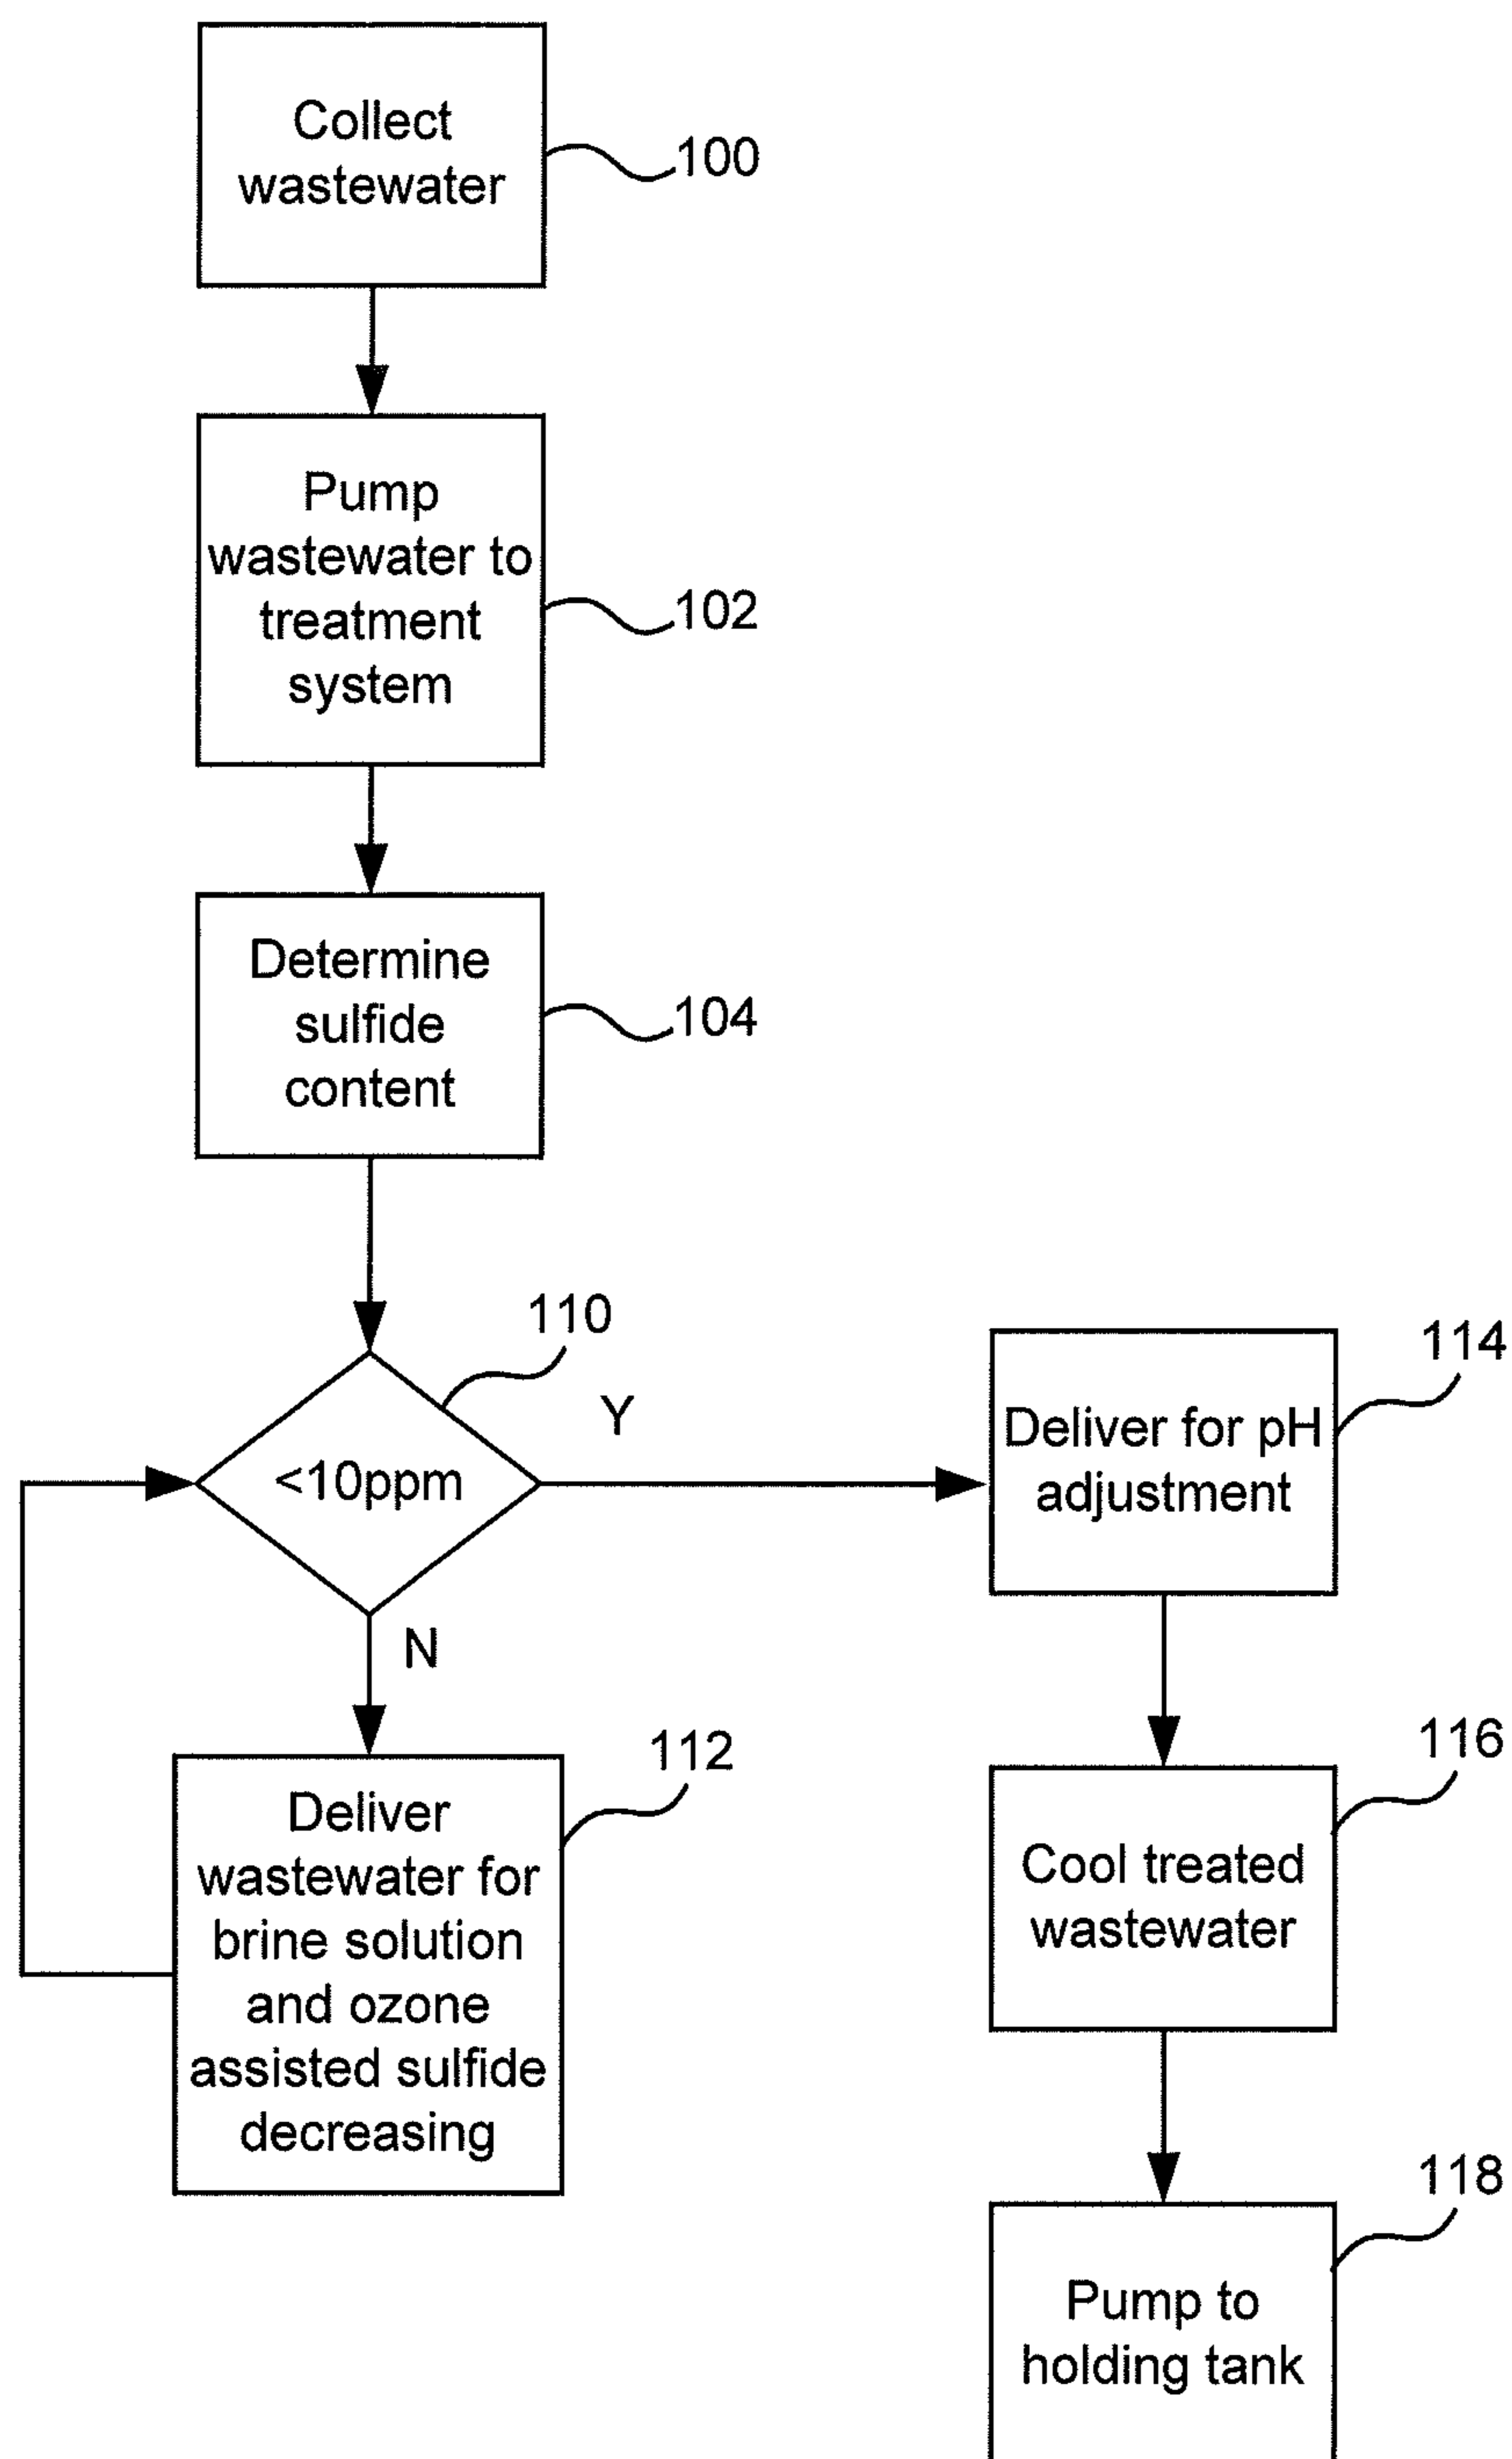 Collect
wastewater
100
Pump
wastewater to
treatment
system
102
Determine
sulfide
content
104
110
<10ppm
Y
N
112
Deliver
wastewater for
brine solution
and ozone
assisted sulfide
decreasing
114
Deliver for pH
adjustment
116
Cool treated
wastewater
118
Pump to
holding tank